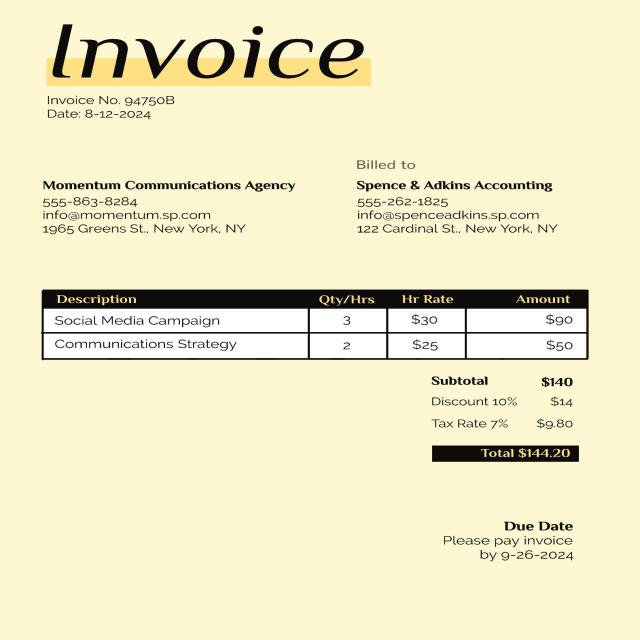 Invoice
Invoice No. 94750B
Date: 8-12-2024
Billed to
Momentum Communications Agency
555-863-8284
info@momentum.sp.com
1965 Greens St., New York, NY
Spence & Adkins Accounting
555-262-1825
info@spenceadkins.sp.com
122 Cardinal St., New York, NY
Description Qty/Hrs Hr Rate Amount
Social Media Campaign 3 $30 $90
Communications Strategy 2 $25 $50
Subtotal $140
Discount 10% $14
Tax Rate 7% $9.80
Total $144.20
Due Date
Please pay invoice
by 9-26-2024